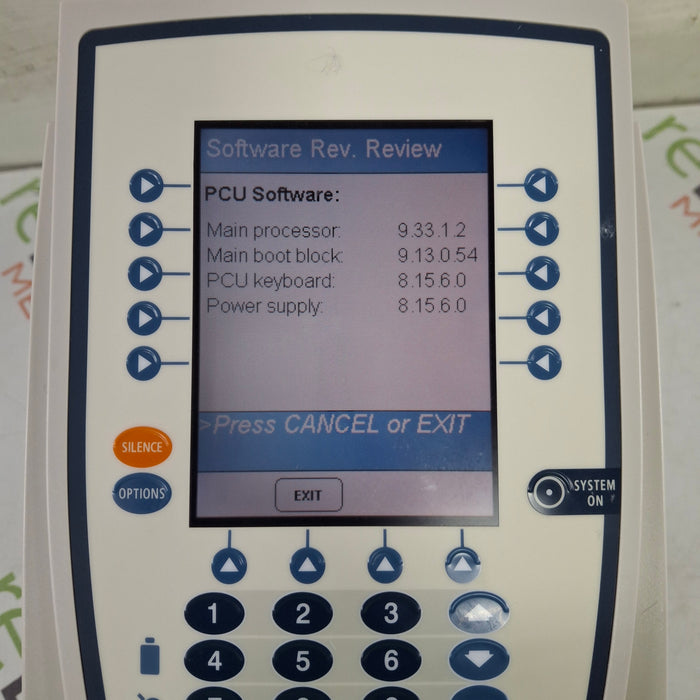 Software Rev. Review
PCU Software:
Main processor: 9.33.1.2
Main boot block: 9.13.0.54
PCU keyboard: 8.15.6.0
Power supply: 8.15.6.0
>Press CANCEL or EXIT
EXIT
SILENCE
OPTIONS
SYSTEM
ON
1 2 3
4 5 6